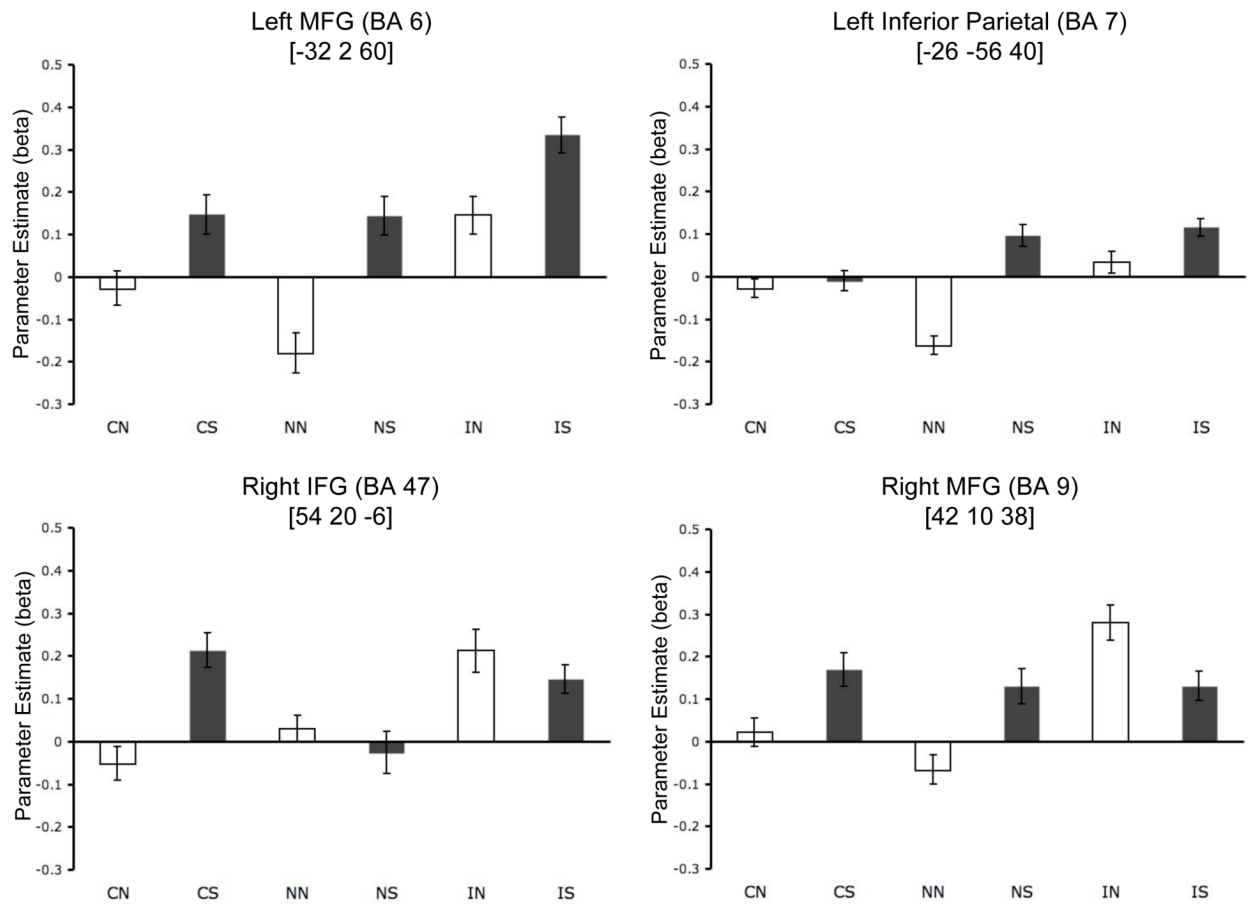 Left MFG (BA 6)
[-32 2 60]
Parameter Estimate (beta)
0.5
0.4
0.3
0.2
0.1
0
-0.1
-0.2
-0.3
CN CS NN NS IN IS
Left Inferior Parietal (BA 7)
[-26 -56 40]
Parameter Estimate (beta)
0.5
0.4
0.3
0.2
0.1
0
-0.1
-0.2
-0.3
CN CS NN NS IN IS
Right IFG (BA 47)
[54 20 -6]
Parameter Estimate (beta)
0.5
0.4
0.3
0.2
0.1
0
-0.1
-0.2
-0.3
CN CS NN NS IN IS
Right MFG (BA 9)
[42 10 38]
Parameter Estimate (beta)
0.5
0.4
0.3
0.2
0.1
0
-0.1
-0.2
-0.3
CN CS NN NS IN IS